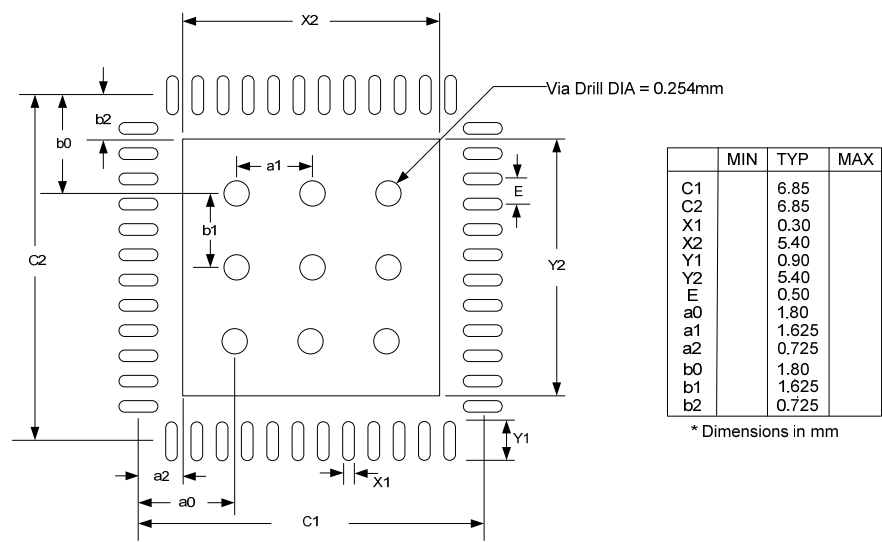 X2
Via Drill DIA = 0.254mm
b2
b0
a1
E
b1
C2
Y2
Y1
X1
a2
a0
C1
MIN TYP MAX
C1 6.85
C2 6.85
X1 0.30
X2 5.40
Y1 0.90
Y2 5.40
E 0.50
a0 1.80
a1 1.625
a2 0.725
b0 1.80
b1 1.625
b2 0.725
* Dimensions in mm